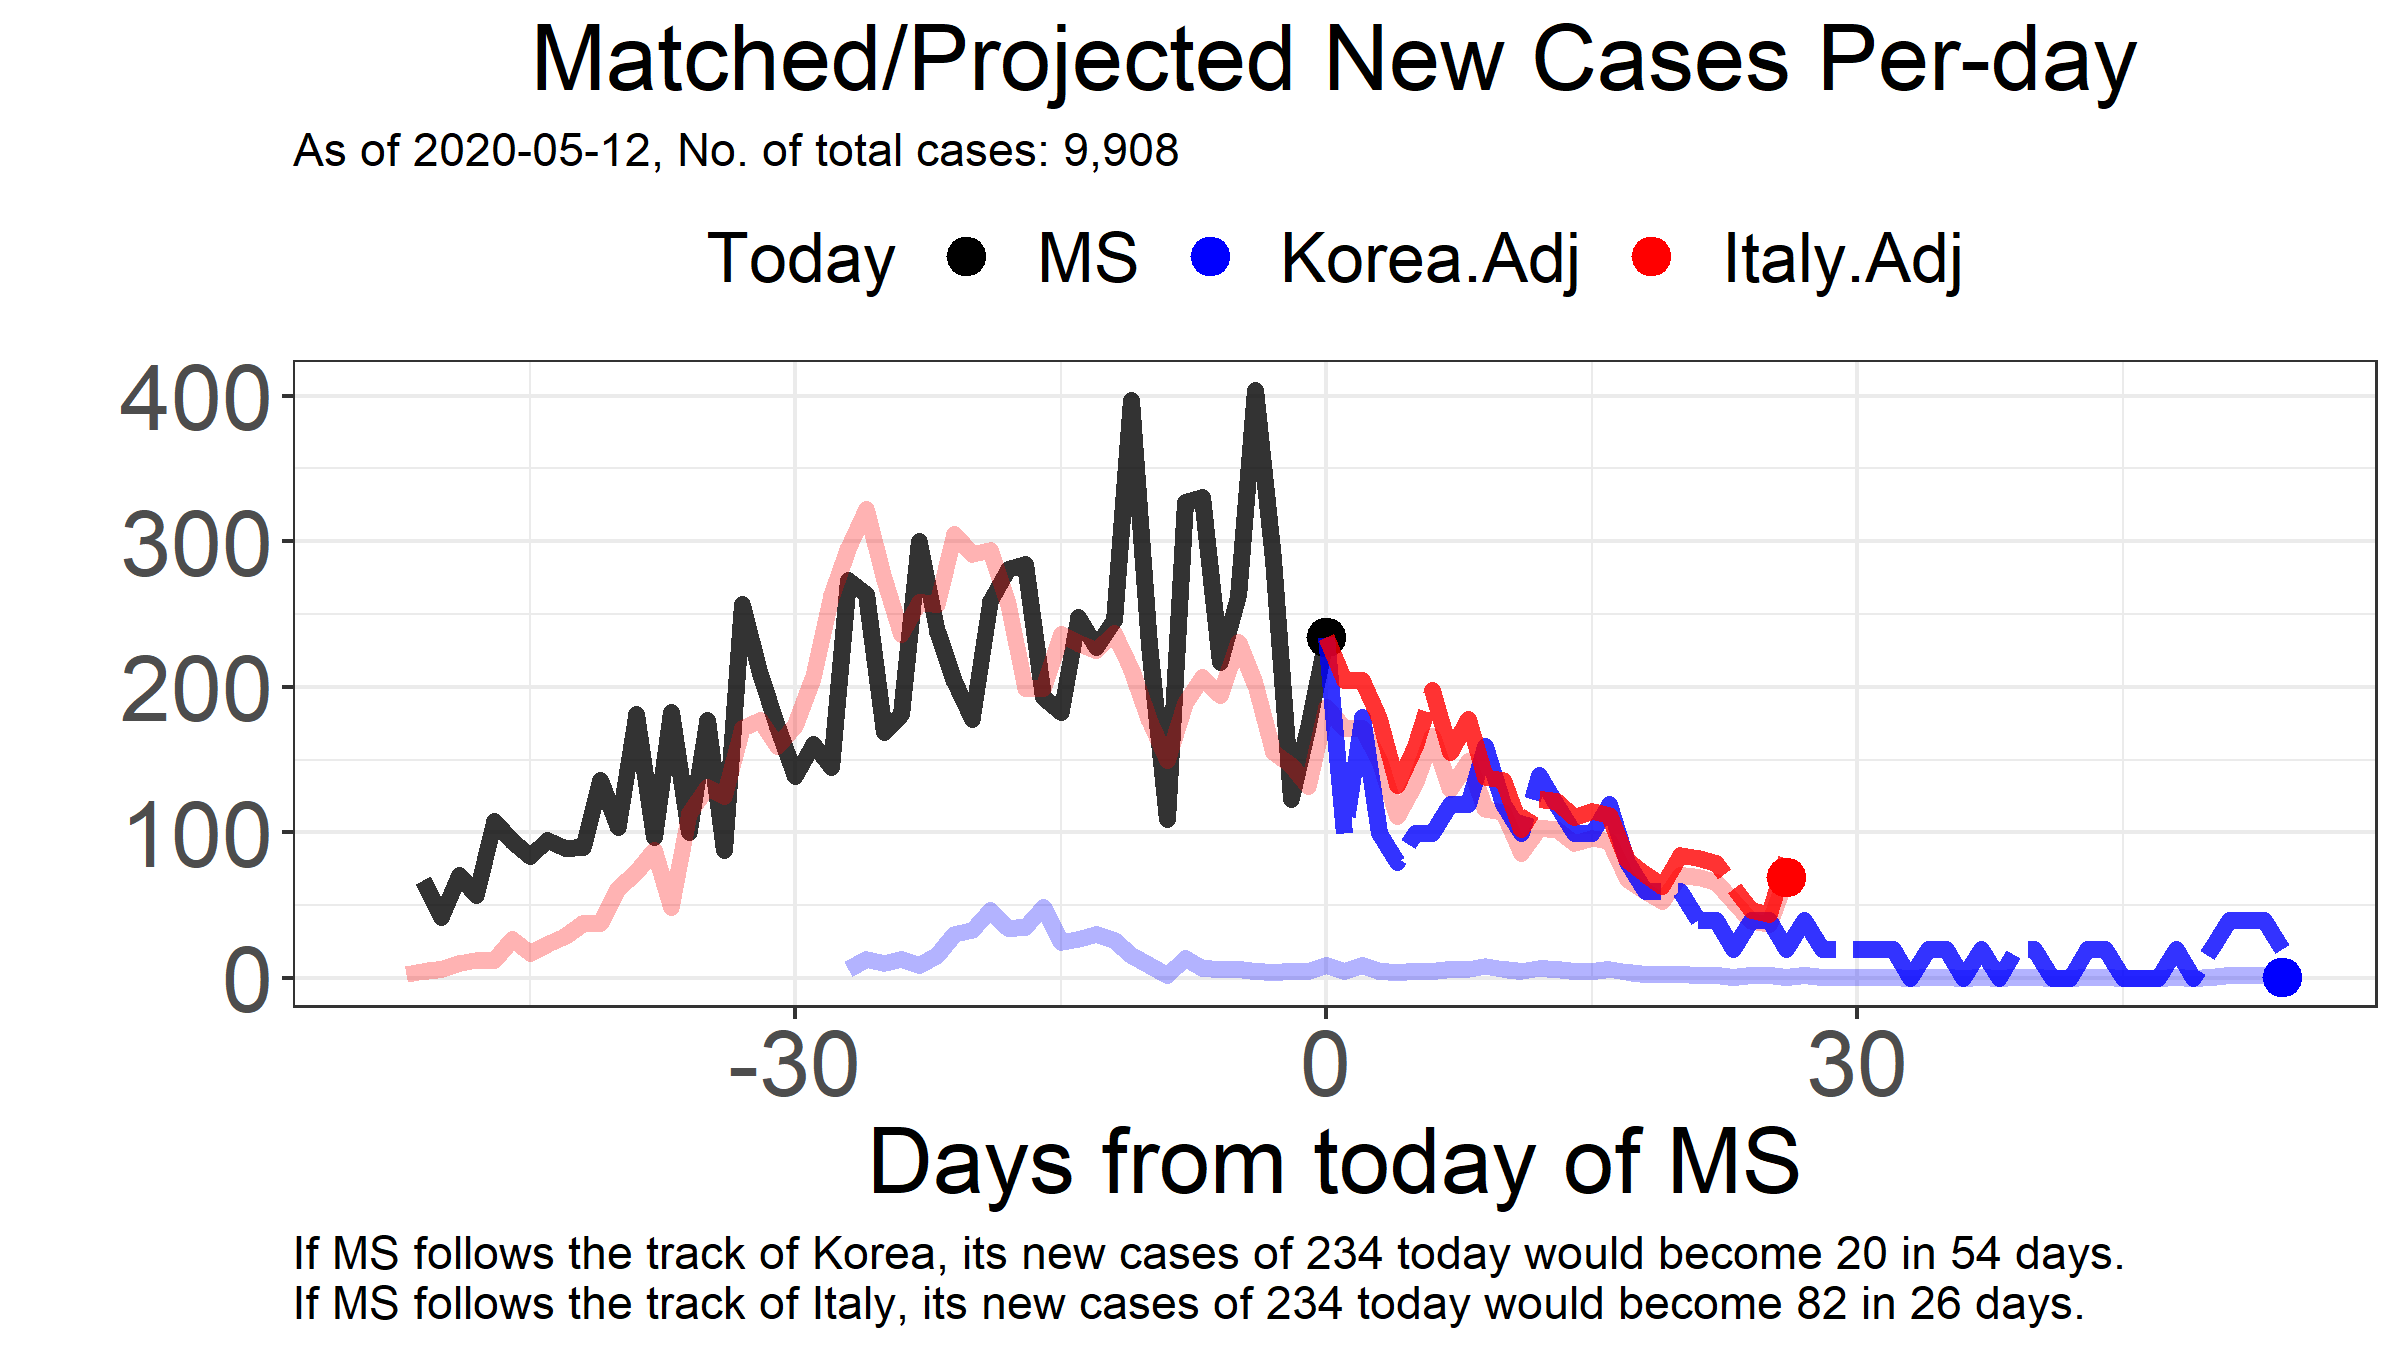 Matched/Projected New Cases Per-day
As of 2020-05-12, No. of total cases: 9,908
Today MS Korea.Adj Italy.Adj
400
300
200
100
0
-30 0 30
Days from today of MS
If MS follows the track of Korea, its new cases of 234 today would become 20 in 54 days.
If MS follows the track of Italy, its new cases of 234 today would become 82 in 26 days.